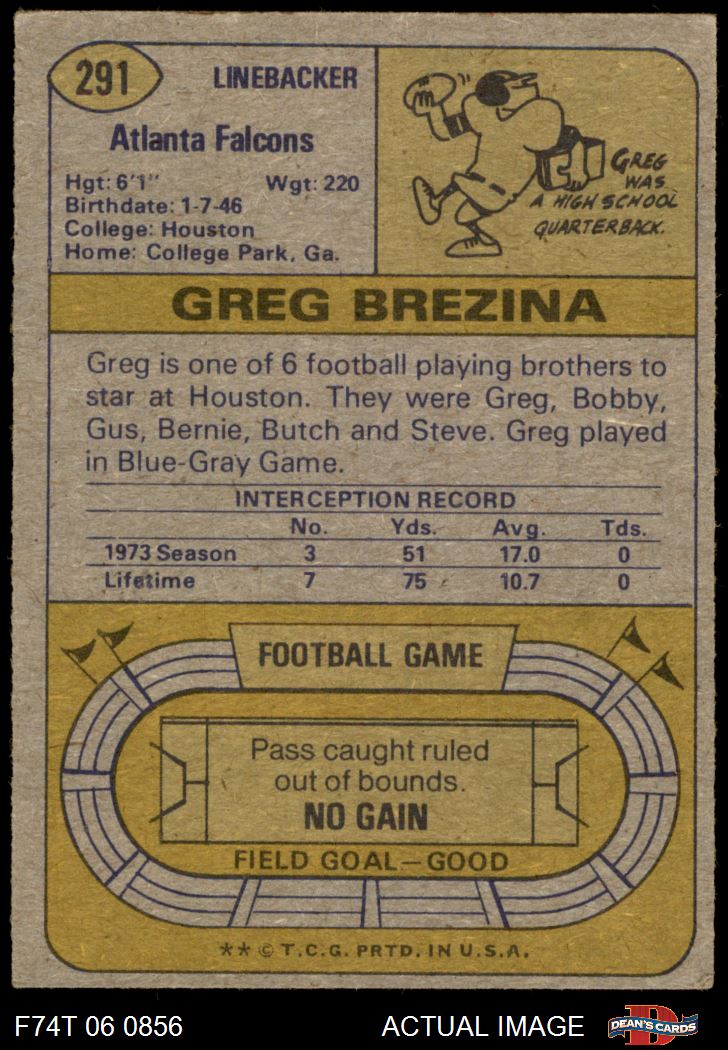 291
LINEBACKER
Atlanta Falcons
Hgt: 6'1" Wgt: 220
Birthdate: 1-7-46
College: Houston
Home: College Park, Ga.
GREG
WAS
A HIGH SCHOOL
QUARTERBACK.
GREG BREZINA
Greg is one of 6 football playing brothers to
star at Houston. They were Greg, Bobby,
Gus, Bernie, Butch and Steve. Greg played
in Blue-Gray Game.
INTERCEPTION RECORD
No. Yds. Avg. Tds.
1973 Season 3 51 17.0 0
Lifetime 7 75 10.7 0
FOOTBALL GAME
Pass caught ruled
out of bounds.
NO GAIN
FIELD GOAL—GOOD
** © T.C.G. PRTD. IN U.S.A.
F74T 06 0856 ACTUAL IMAGE DEAN'S CARDS